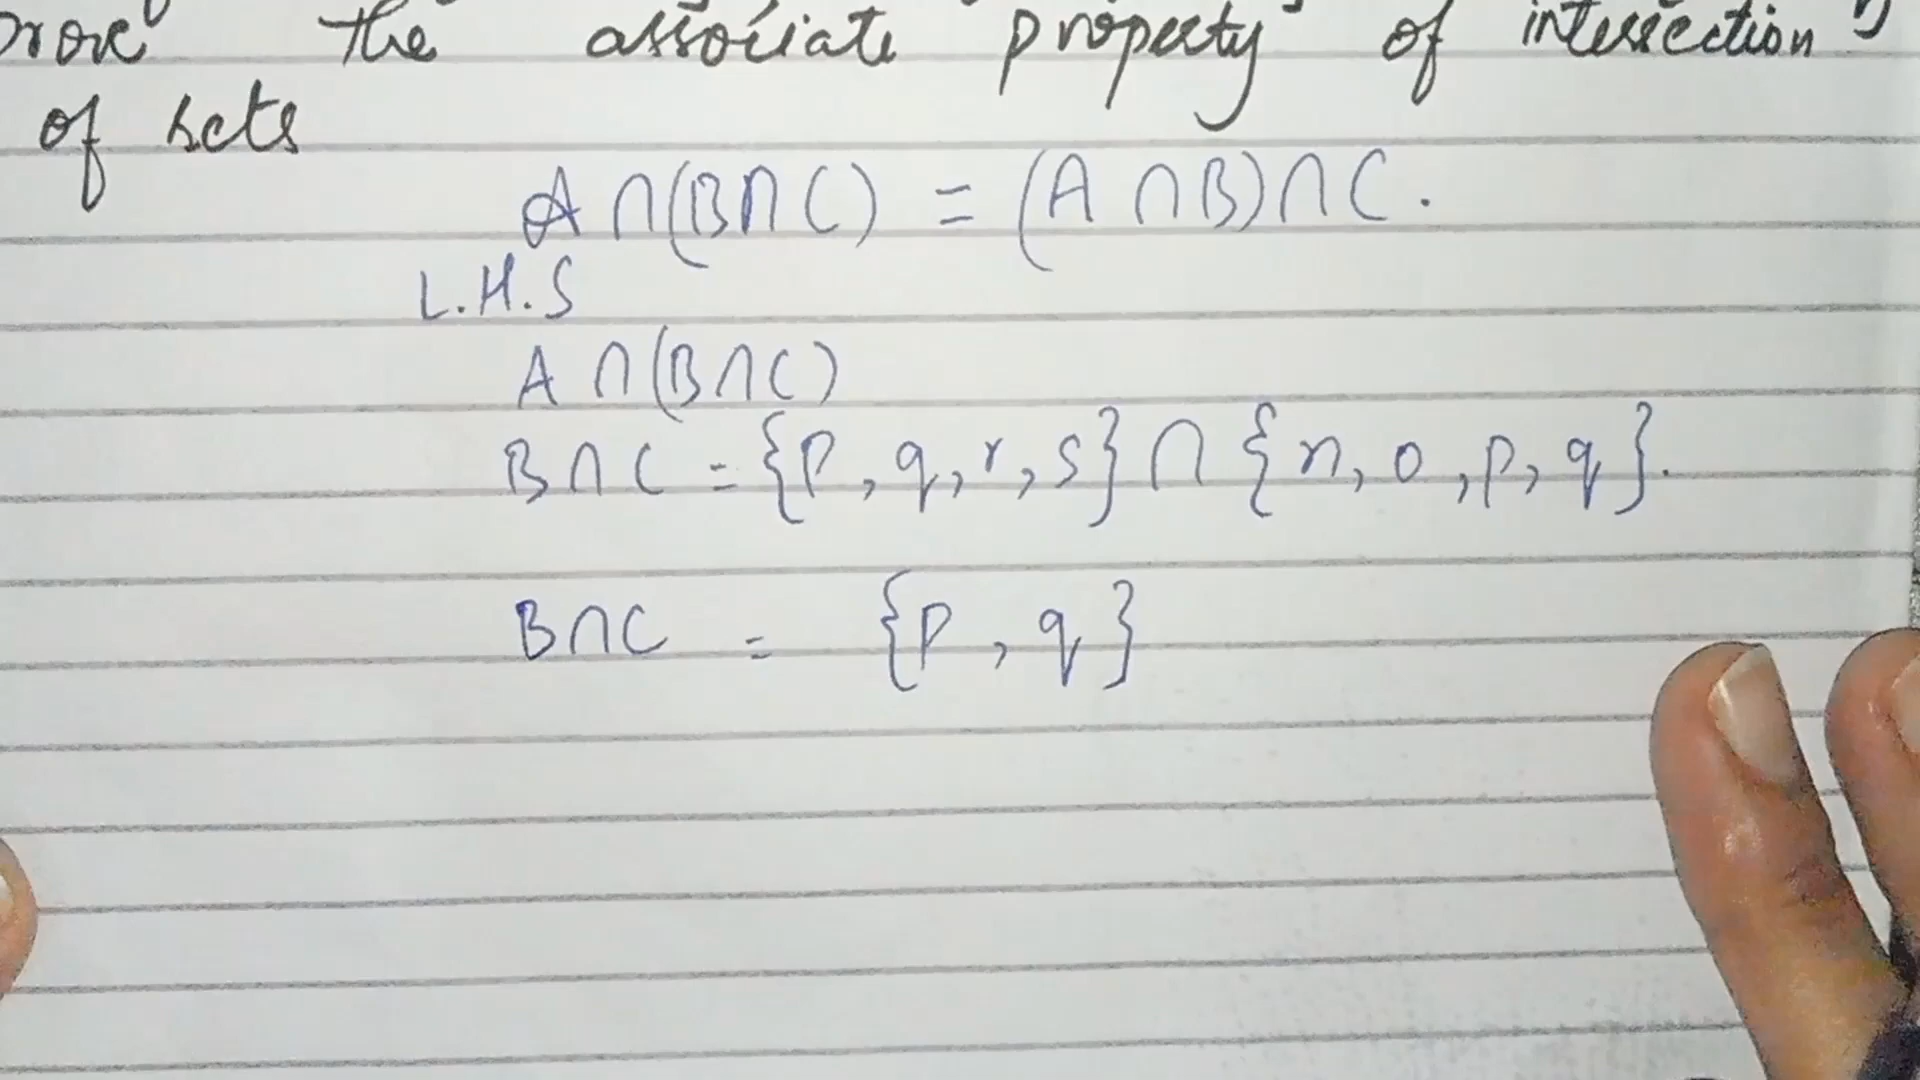 prove the associate property of intersection
of sets
A ∩ (B ∩ C) = (A ∩ B) ∩ C.
L.H.S
A ∩ (B ∩ C)
B ∩ C = {P, q, r, s} ∩ {n, o, p, q}.
B ∩ C = {P, q}